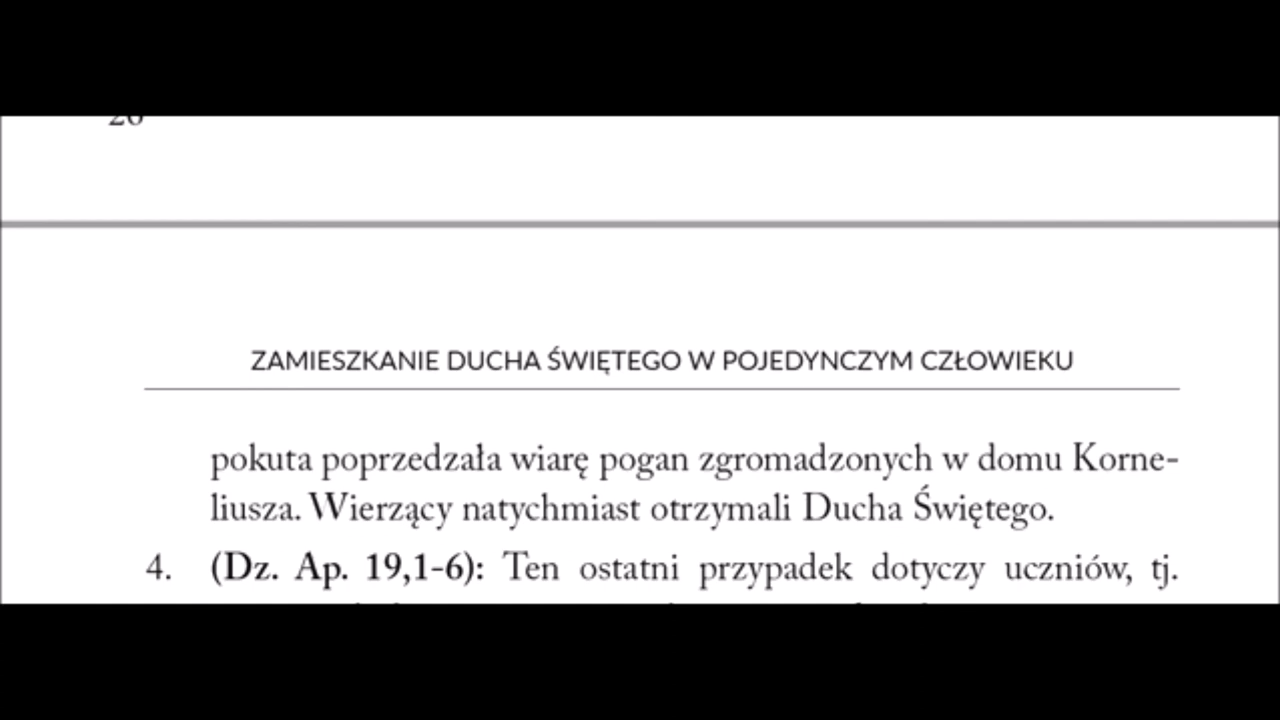 ZAMIESZKANIE DUCHA ŚWIĘTEGO W POJEDYNCZYM CZŁOWIEKU
pokuta poprzedzała wiarę pogan zgromadzonych w domu Korne-
liusza. Wierzący natychmiast otrzymali Ducha Świętego.
4. (Dz. Ap. 19,1-6): Ten ostatni przypadek dotyczy uczniów, tj.